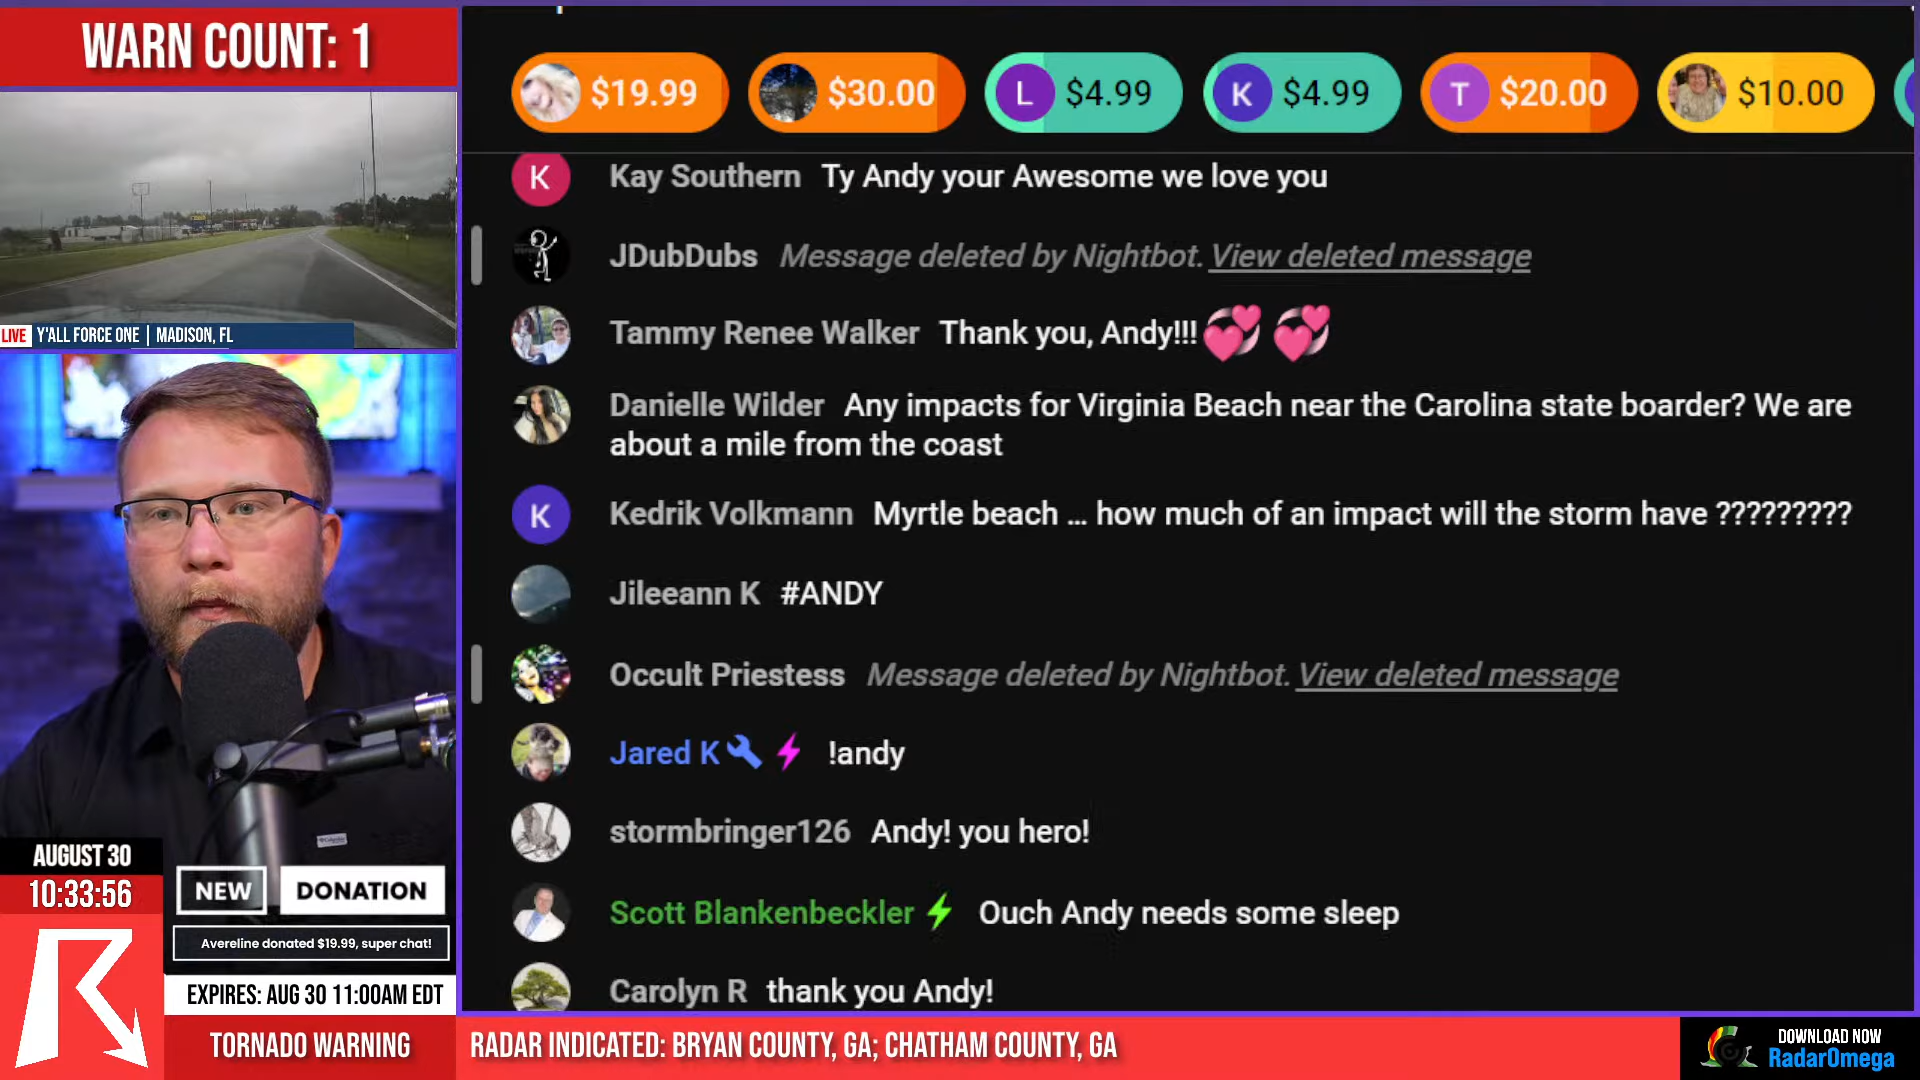 WARN COUNT: 1
LIVE Y'ALL FORCE ONE | MADISON, FL
AUGUST 30
10:33:56
NEW DONATION
Avereline donated $19.99, super chat!
EXPIRES: AUG 30 11:00AM EDT
TORNADO WARNING
$19.99
$30.00
L $4.99
K $4.99
T $20.00
$10.00
K Kay Southern Ty Andy your Awesome we love you
JDubDubs Message deleted by Nightbot. View deleted message
Tammy Renee Walker Thank you, Andy!!!💞 💞
Danielle Wilder Any impacts for Virginia Beach near the Carolina state boarder? We are
about a mile from the coast
K Kedrik Volkmann Myrtle beach ... how much of an impact will the storm have ?????????
Jileeann K #ANDY
Occult Priestess Message deleted by Nightbot. View deleted message
Jared K !andy
stormbringer126 Andy! you hero!
Scott Blankenbeckler Ouch Andy needs some sleep
Carolyn R thank you Andy!
RADAR INDICATED: BRYAN COUNTY, GA; CHATHAM COUNTY, GA
DOWNLOAD NOW
RadarOmega